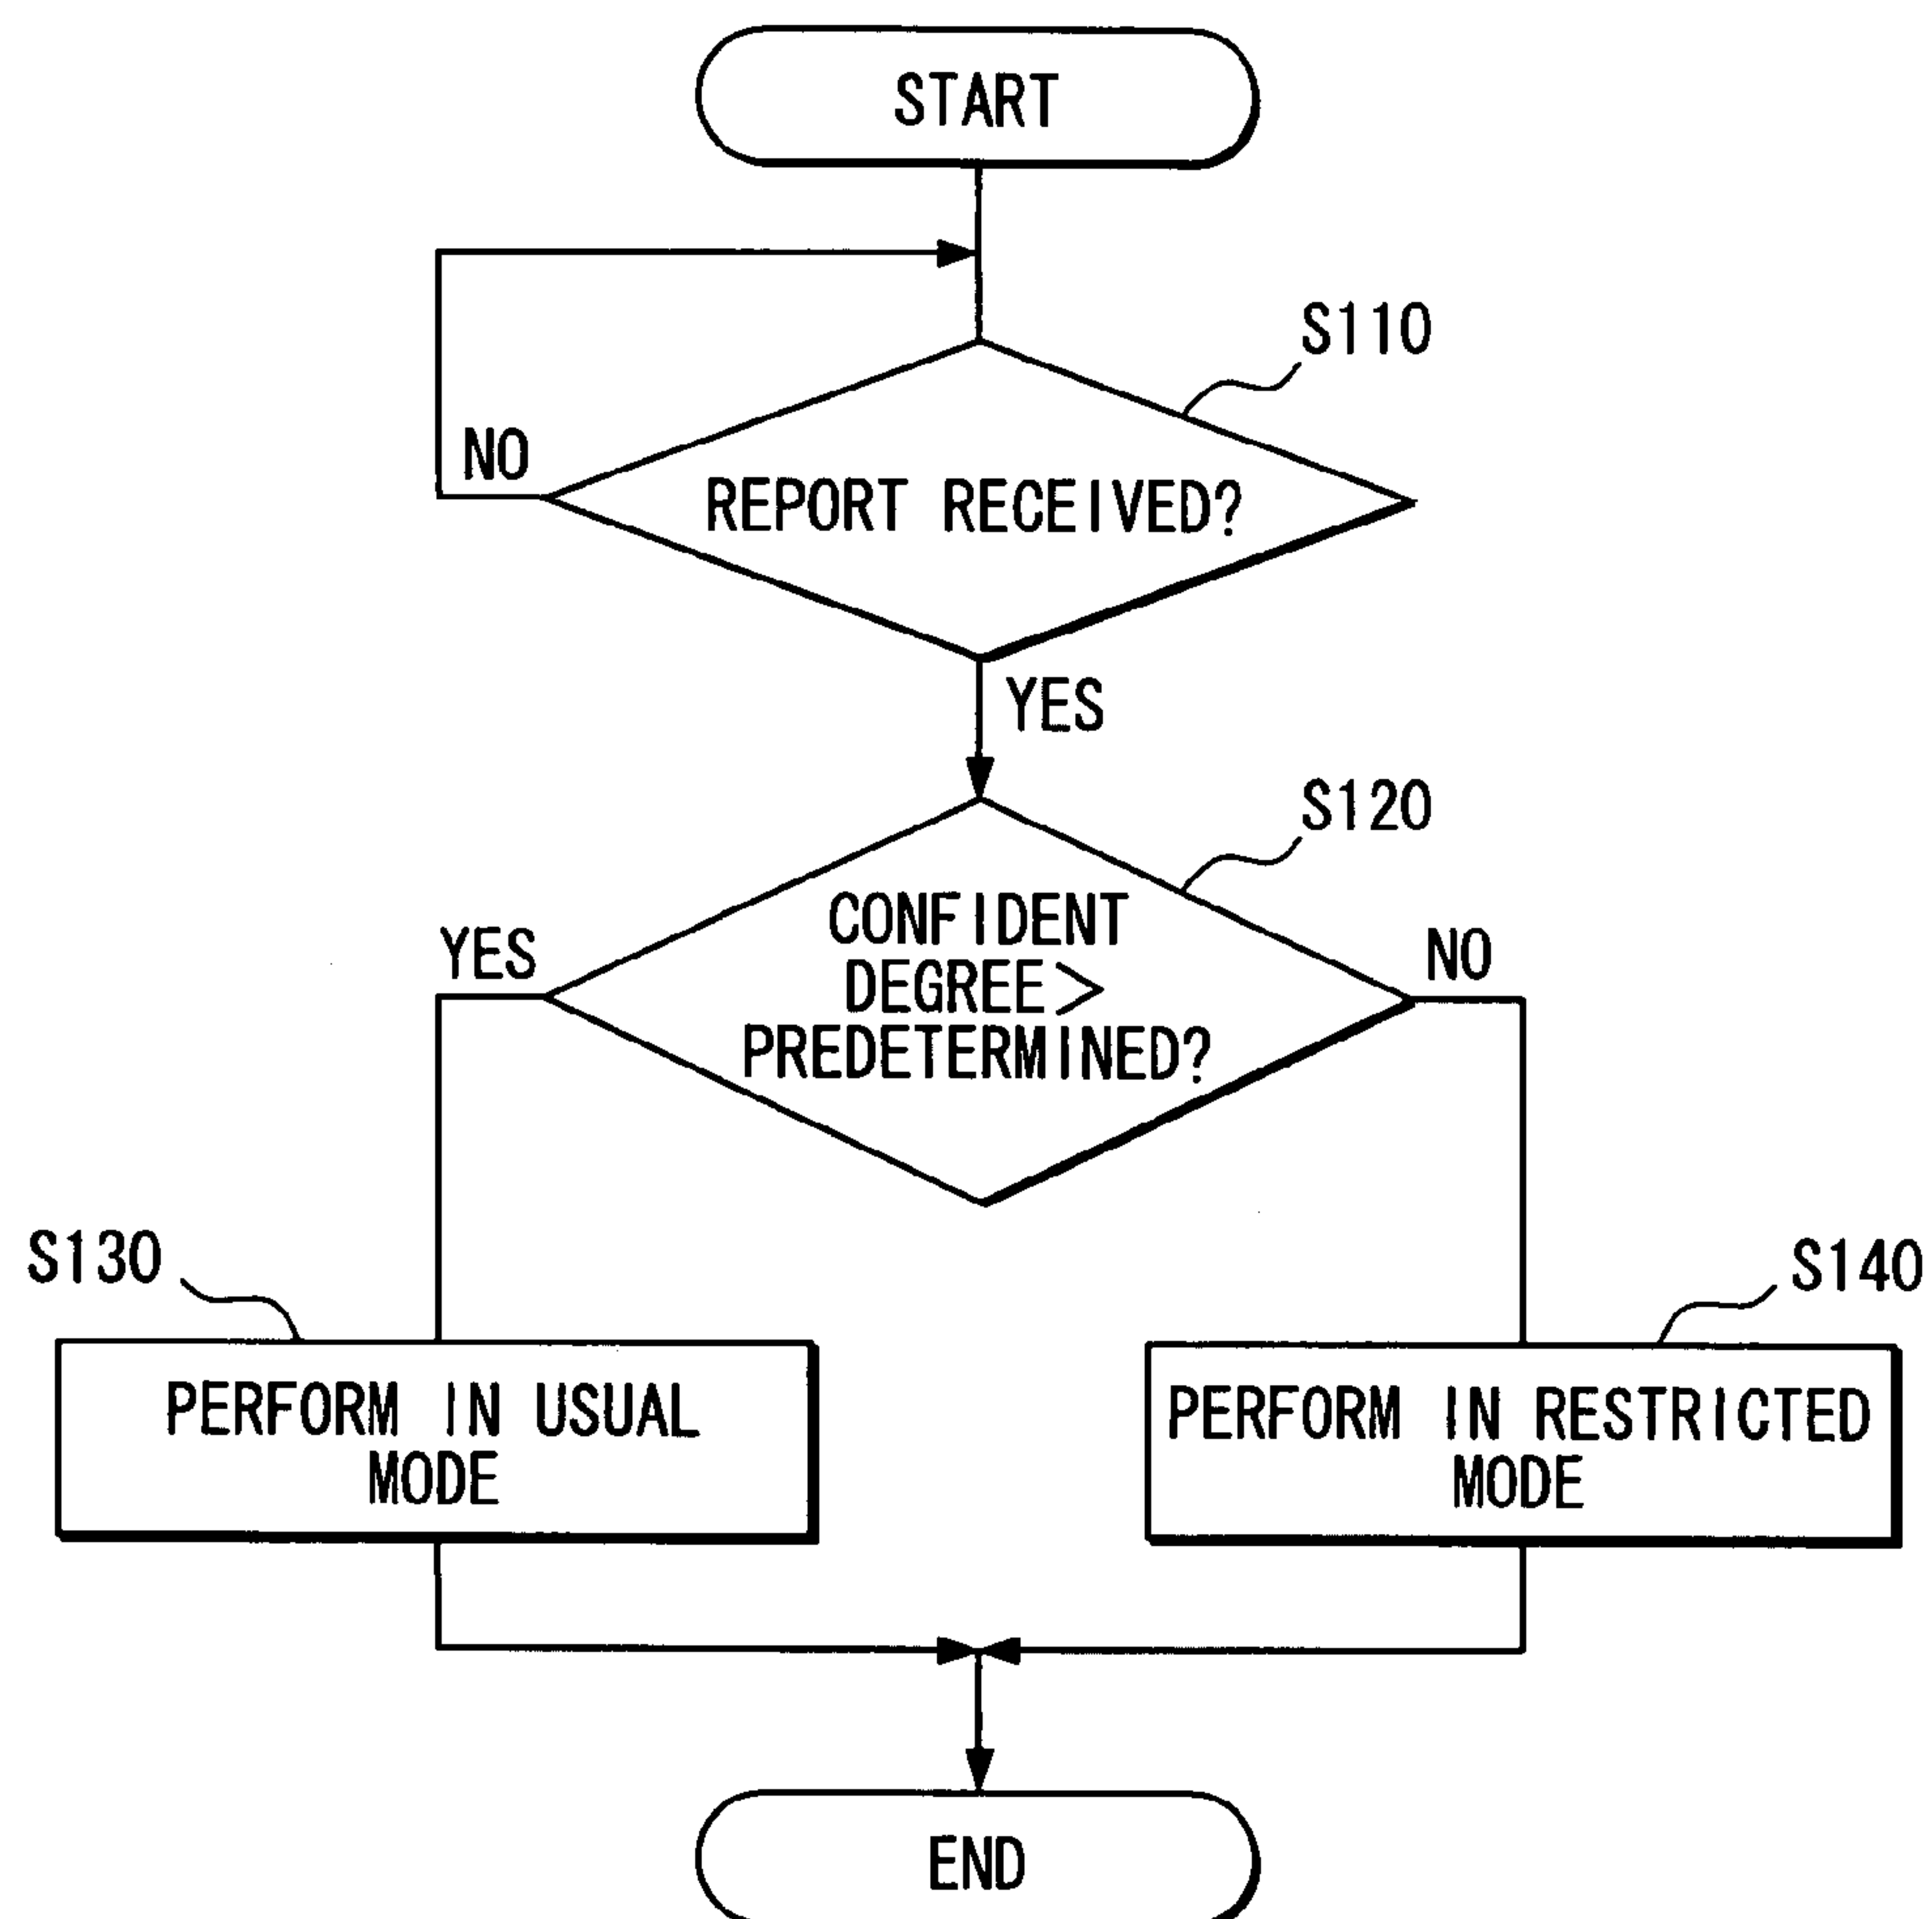 START
S110
NO
REPORT RECEIVED?
YES
S120
CONFIDENT
DEGREE>
PREDETERMINED?
YES
NO
S130
S140
PERFORM IN USUAL
MODE
PERFORM IN RESTRICTED
MODE
END